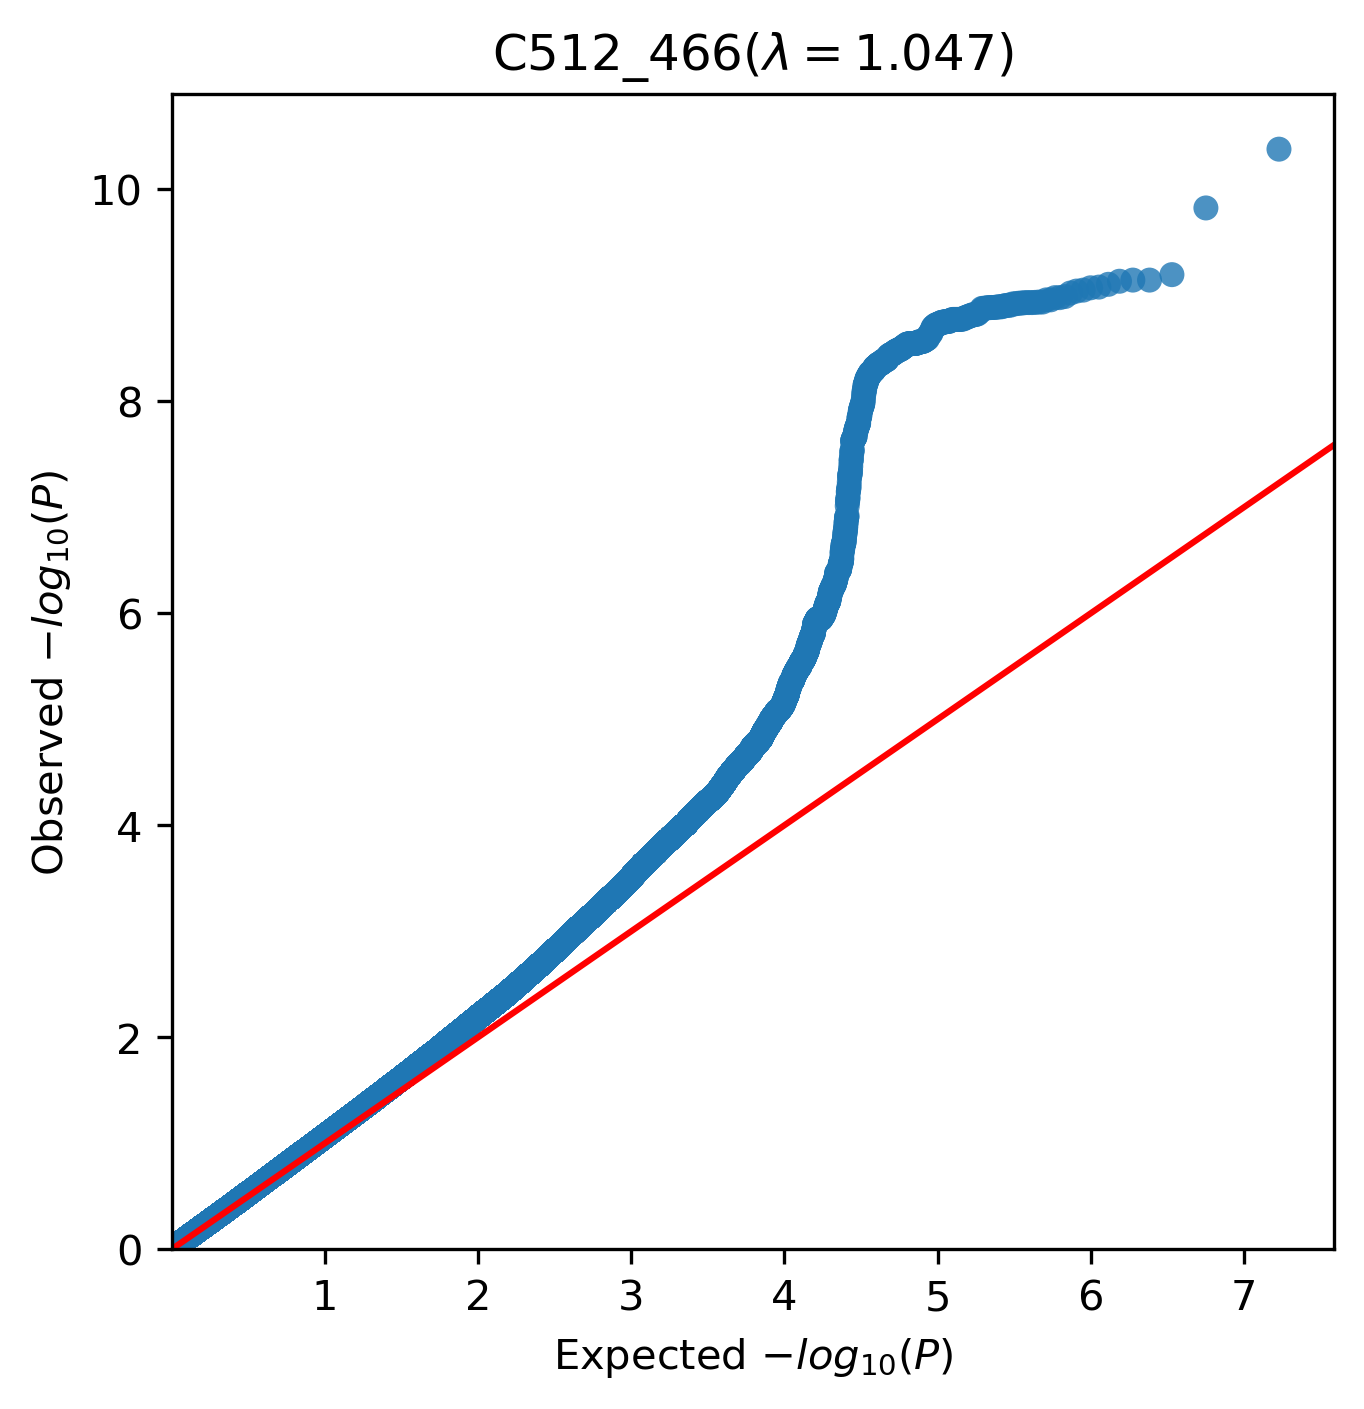 C512_466(λ = 1.047)
Observed −log₁₀(P)
10
8
6
4
2
0
1 2 3 4 5 6 7
Expected −log₁₀(P)